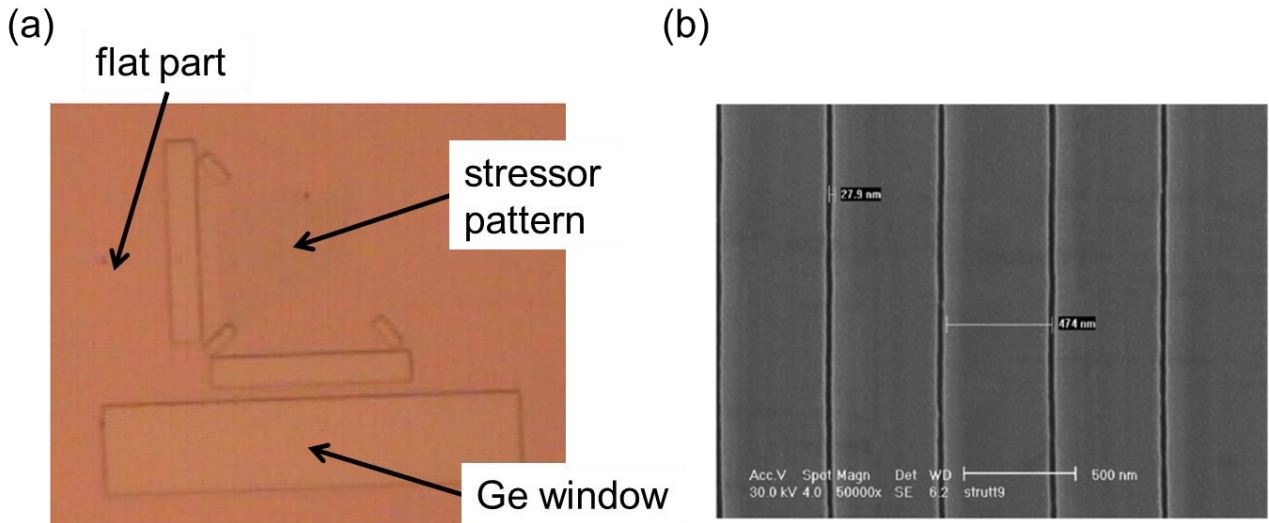 (a)
flat part
stressor
pattern
Ge window
(b)
27.9 nm
474 nm
Acc.V Spot Magn Det WD
500 nm
30.0 kV 4.0 50000x SE 6.2 strutt9